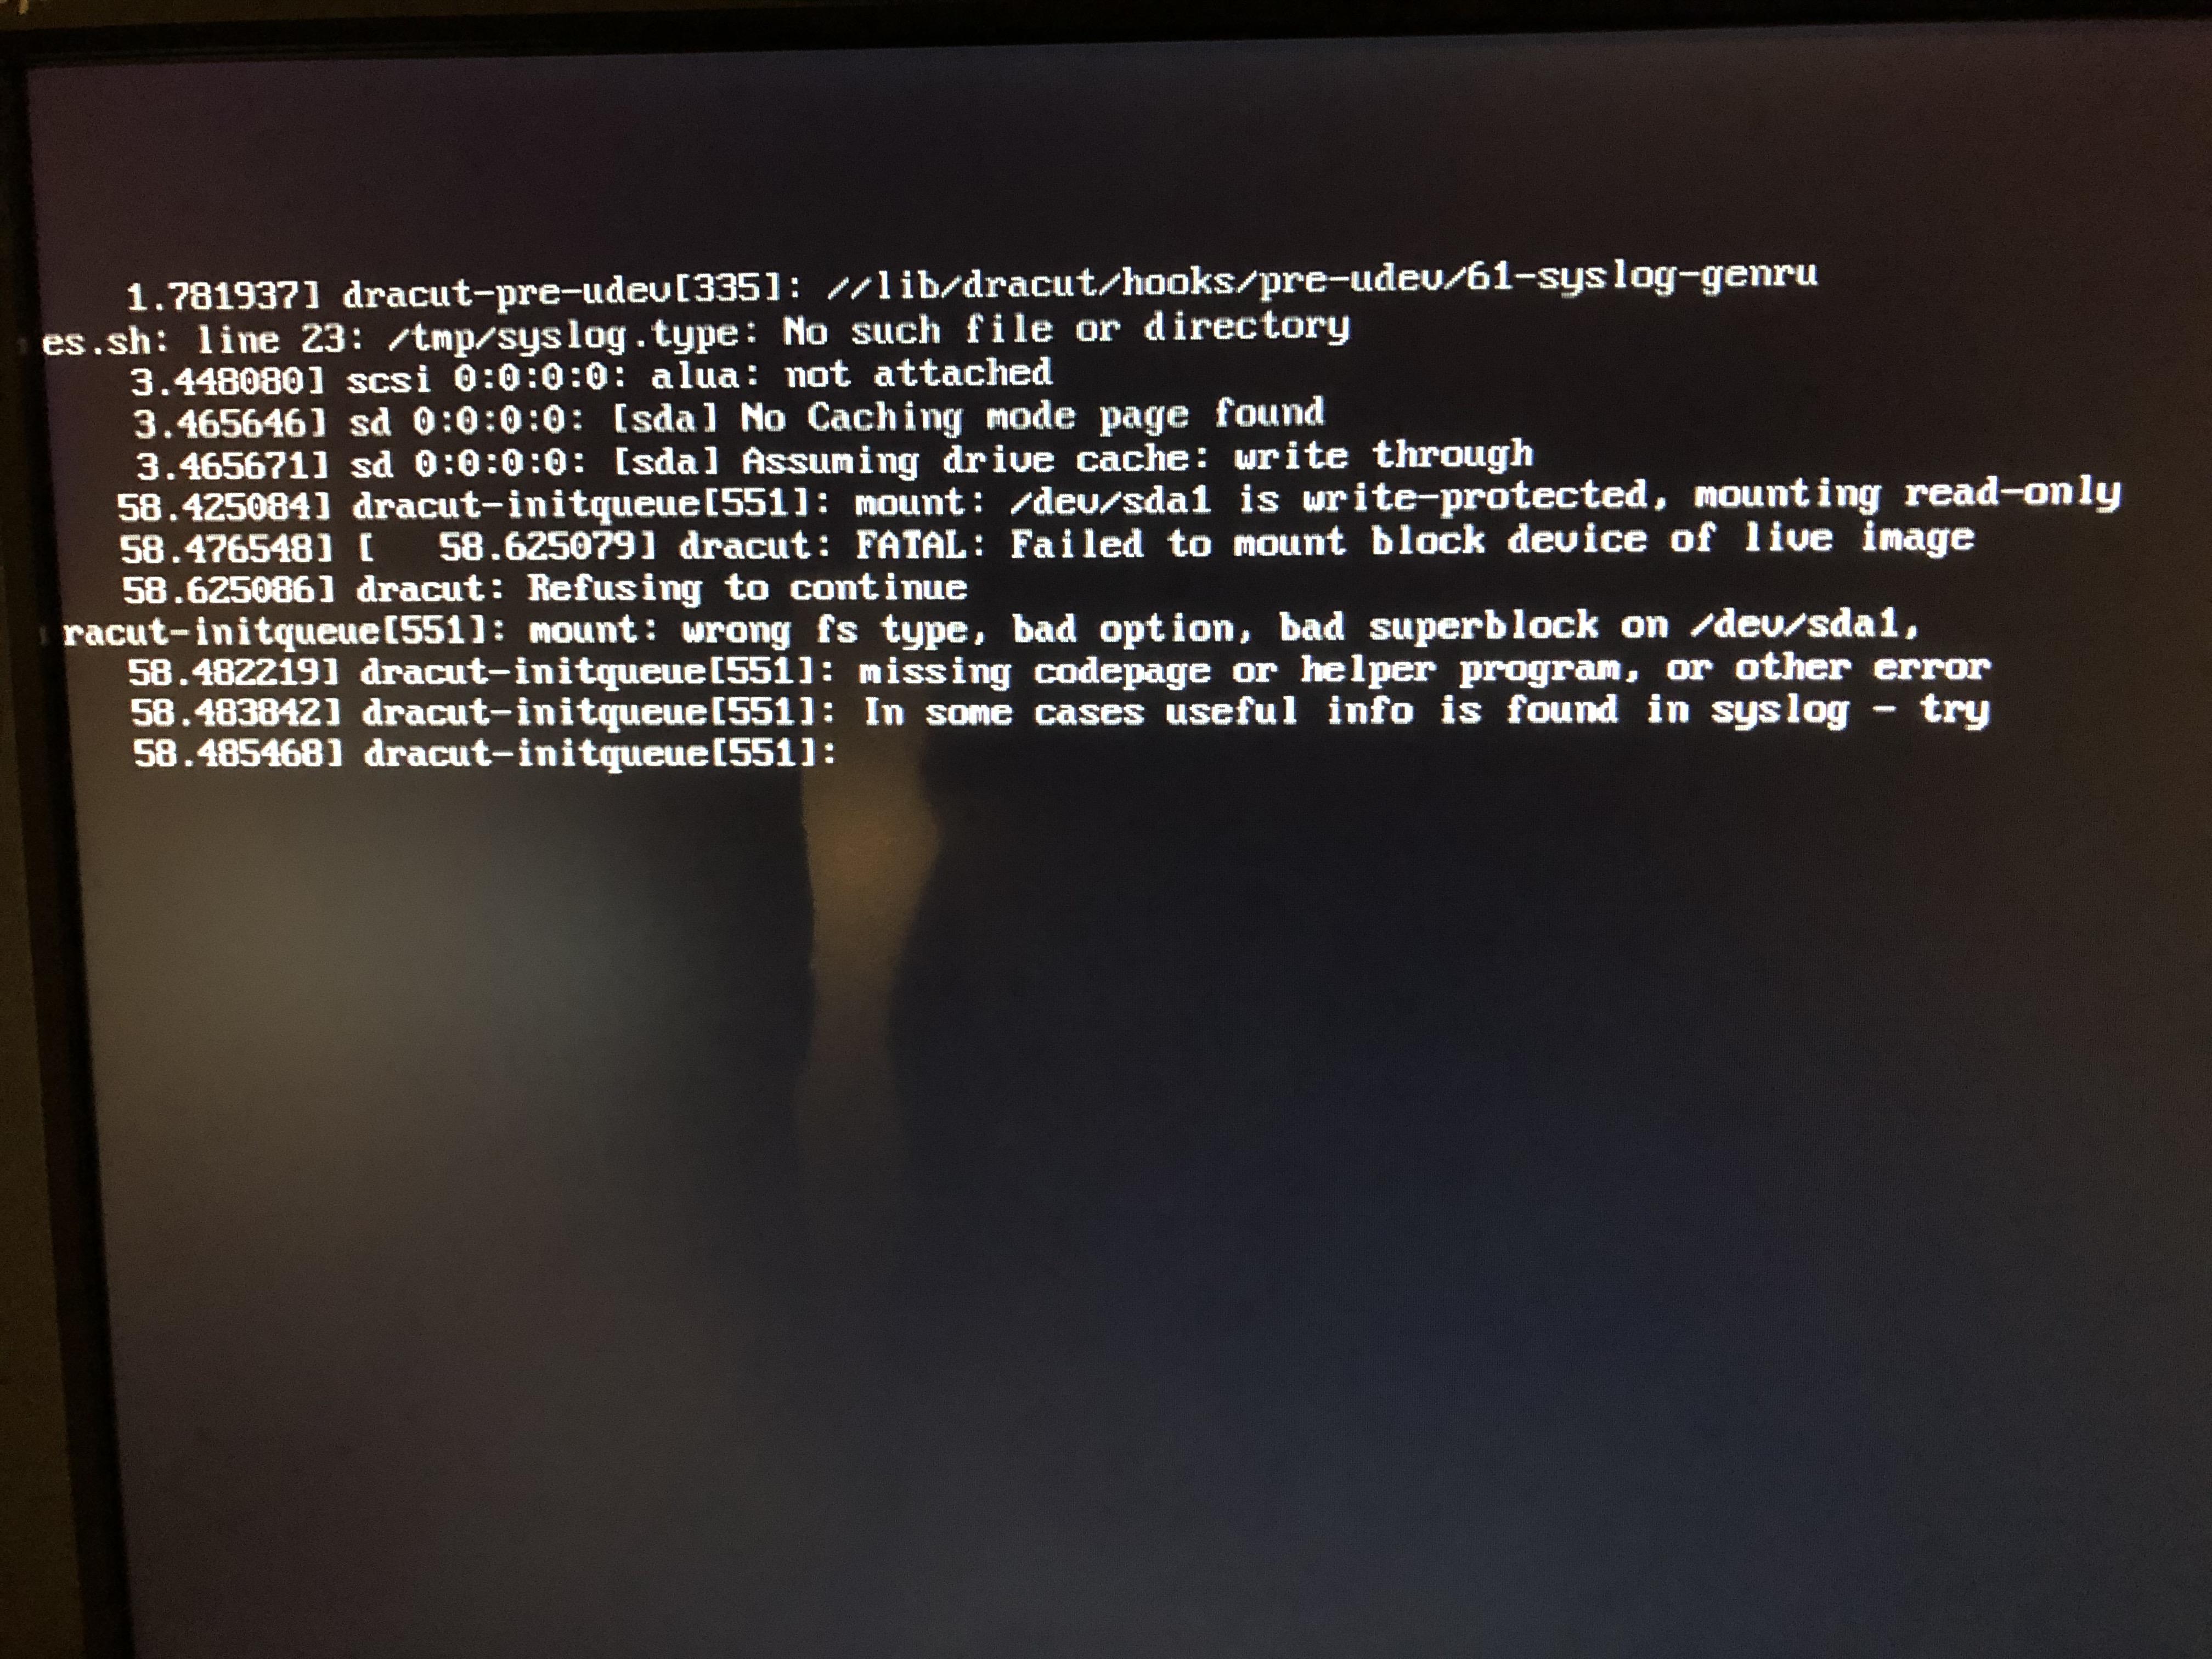 1.781937] dracut-pre-udev[335]: //lib/dracut/hooks/pre-udev/61-syslog-genru
es.sh: line 23: /tmp/syslog.type: No such file or directory
3.448080] scsi 0:0:0:0: alua: not attached
3.465646] sd 0:0:0:0: [sda] No Caching mode page found
3.465671] sd 0:0:0:0: [sda] Assuming drive cache: write through
58.425084] dracut-initqueue[551]: mount: /dev/sda1 is write-protected, mounting read-only
58.476548] [   58.625079] dracut: FATAL: Failed to mount block device of live image
58.625086] dracut: Refusing to continue
racut-initqueue[551]: mount: wrong fs type, bad option, bad superblock on /dev/sda1,
58.482219] dracut-initqueue[551]: missing codepage or helper program, or other error
58.483842] dracut-initqueue[551]: In some cases useful info is found in syslog - try
58.485468] dracut-initqueue[551]: